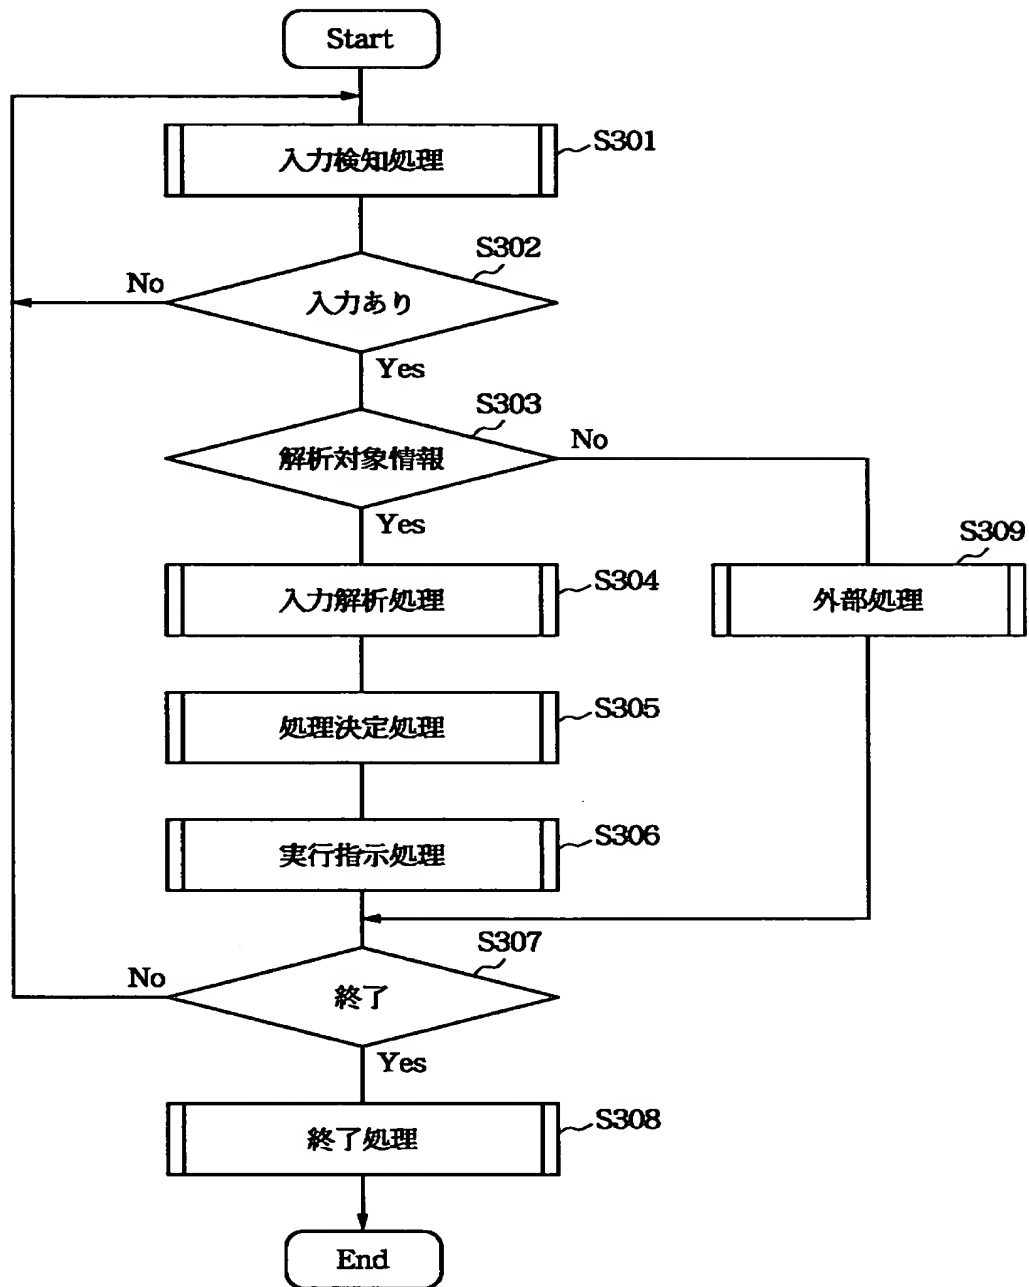 Start
入力検知処理
S301
S302
No
入力あり
Yes
S303
No
解析対象情報
Yes
S309
S304
入力解析処理
外部処理
S305
処理決定処理
S306
実行指示処理
S307
No
終了
Yes
S308
終了処理
End